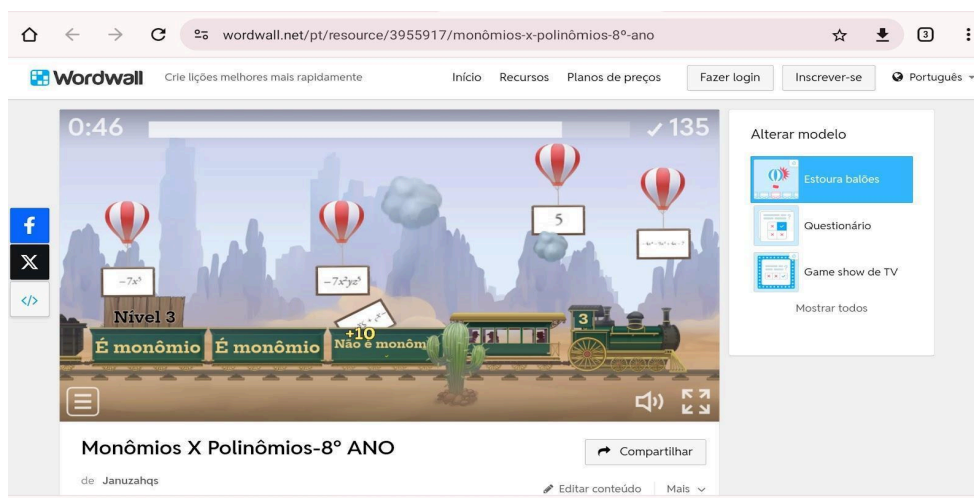 wordwall.net/pt/resource/3955917/monômios-x-polinômios-8º-ano
3
Wordwall
Crie lições melhores mais rapidamente
Início Recursos Planos de preços
Fazer login
Inscrever-se
Português
0:46
135
5
-7x⁵
-7x²yz⁵
Nível 3
+10
3
É monômio
É monômio
Não é monôm
Alterar modelo
Estoura balões
Questionário
Game show de TV
Mostrar todos
Monômios X Polinômios-8º ANO
Compartilhar
de Januzahqs
Editar conteúdo
Mais